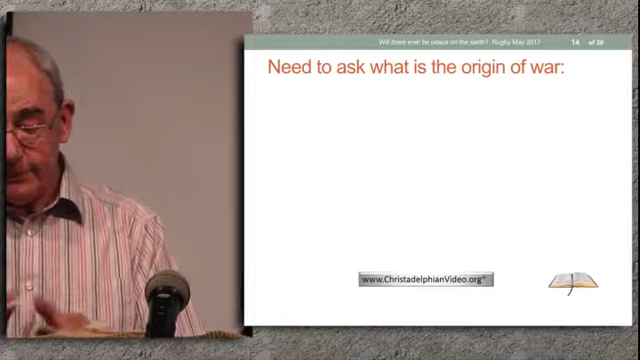 Will there ever be peace on the earth? Rugby May 2017 14 of 26
Need to ask what is the origin of war:
www.ChristadelphianVideo.org